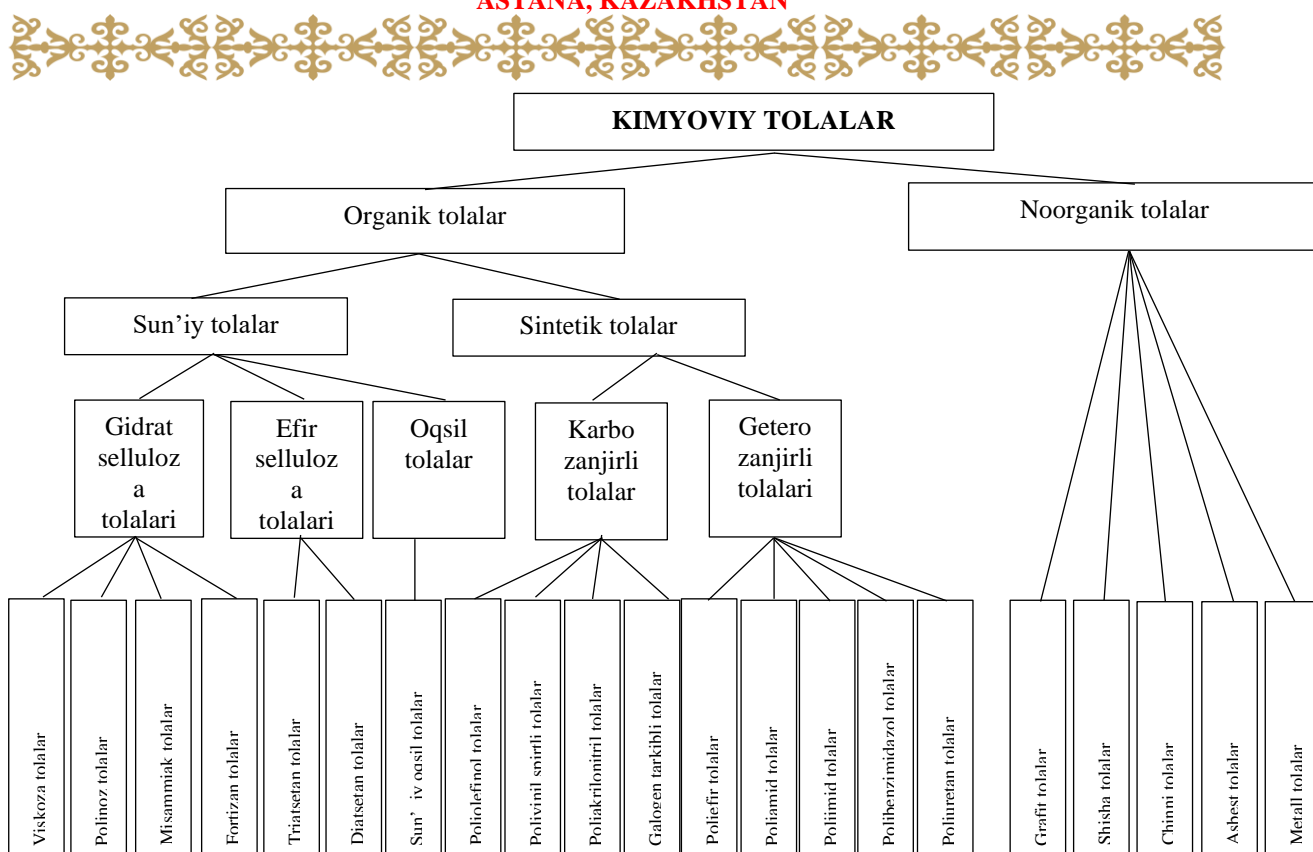 ASTANA, KAZAKHSTAN
KIMYOVIY TOLALAR
Organik tolalar
Noorganik tolalar
Sun’iy tolalar
Sintetik tolalar
Gidrat
selluloz
a
tolalari
Efir
selluloz
a
tolalari
Oqsil
tolalar
Karbo
zanjirli
tolalar
Getero
zanjirli
tolalari
Viskoza tolalar
Polinoz tolalar
Misammiak tolalar
Fortizan tolalar
Triatsetan tolalar
Diatsetan tolalar
Sun’ iy oqsil tolalar
Poliolefinol tolalar
Polivinil spirtli tolalar
Poliakrilonitril tolalar
Galogen tarkibli tolalar
Poliefir tolalar
Poliamid tolalar
Poliimid tolalar
Polibenzimidazol tolalar
Poliuretan tolalar
Grafit tolalar
Shisha tolalar
Chinni tolalar
Asbest tolalar
Metall tolalar